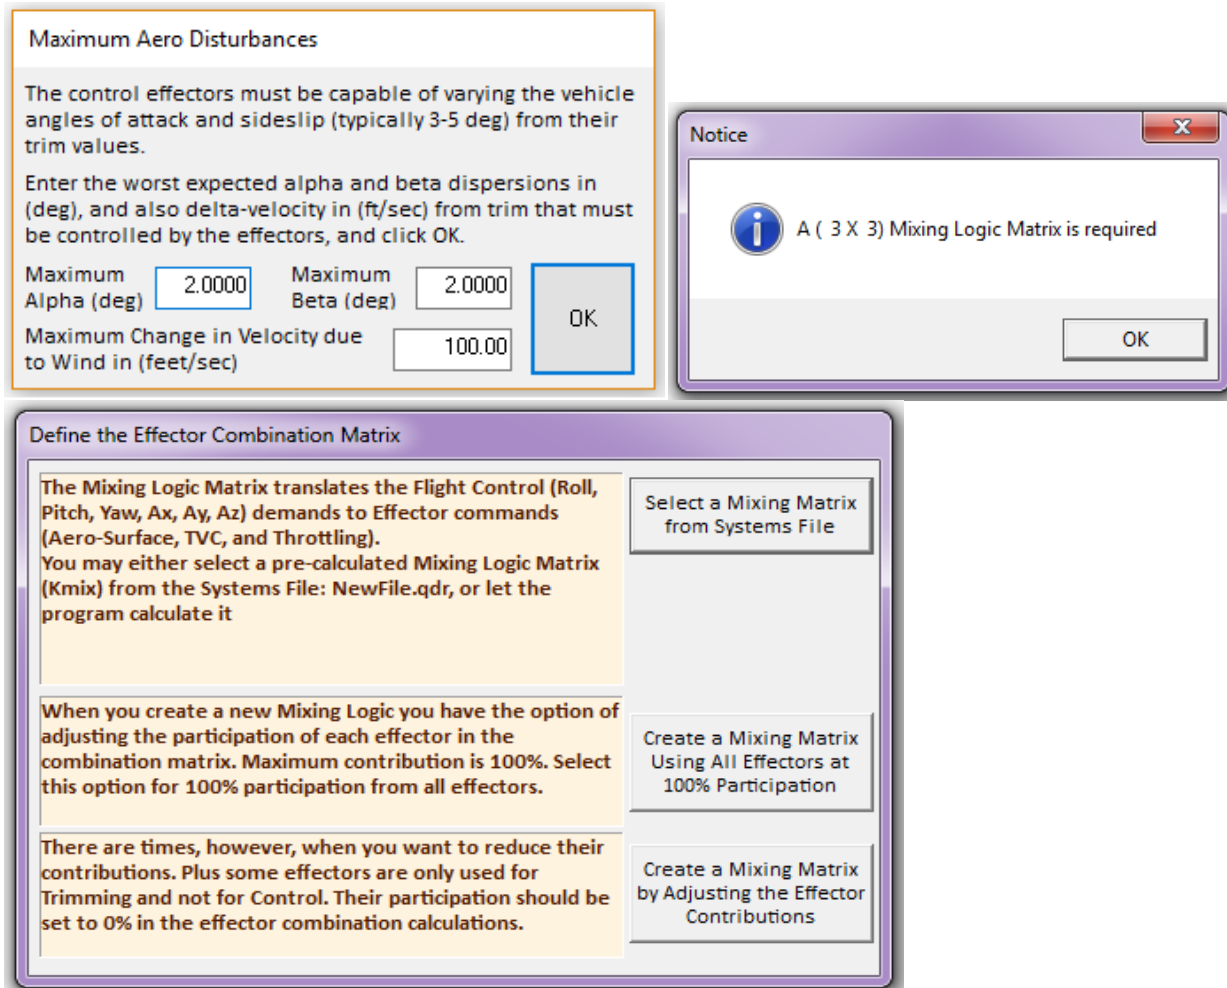 Maximum Aero Disturbances
The control effectors must be capable of varying the vehicle
angles of attack and sideslip (typically 3-5 deg) from their
trim values.
Enter the worst expected alpha and beta dispersions in
(deg), and also delta-velocity in (ft/sec) from trim that must
be controlled by the effectors, and click OK.
Maximum
Alpha (deg)
2.0000
Maximum
Beta (deg)
2.0000
OK
Maximum Change in Velocity due
to Wind in (feet/sec)
100.00
Notice
A ( 3 X 3) Mixing Logic Matrix is required
OK
Define the Effector Combination Matrix
The Mixing Logic Matrix translates the Flight Control (Roll,
Pitch, Yaw, Ax, Ay, Az) demands to Effector commands
(Aero-Surface, TVC, and Throttling).
You may either select a pre-calculated Mixing Logic Matrix
(Kmix) from the Systems File: NewFile.qdr, or let the
program calculate it
Select a Mixing Matrix
from Systems File
When you create a new Mixing Logic you have the option of
adjusting the participation of each effector in the
combination matrix. Maximum contribution is 100%. Select
this option for 100% participation from all effectors.
Create a Mixing Matrix
Using All Effectors at
100% Participation
There are times, however, when you want to reduce their
contributions. Plus some effectors are only used for
Trimming and not for Control. Their participation should be
set to 0% in the effector combination calculations.
Create a Mixing Matrix
by Adjusting the Effector
Contributions